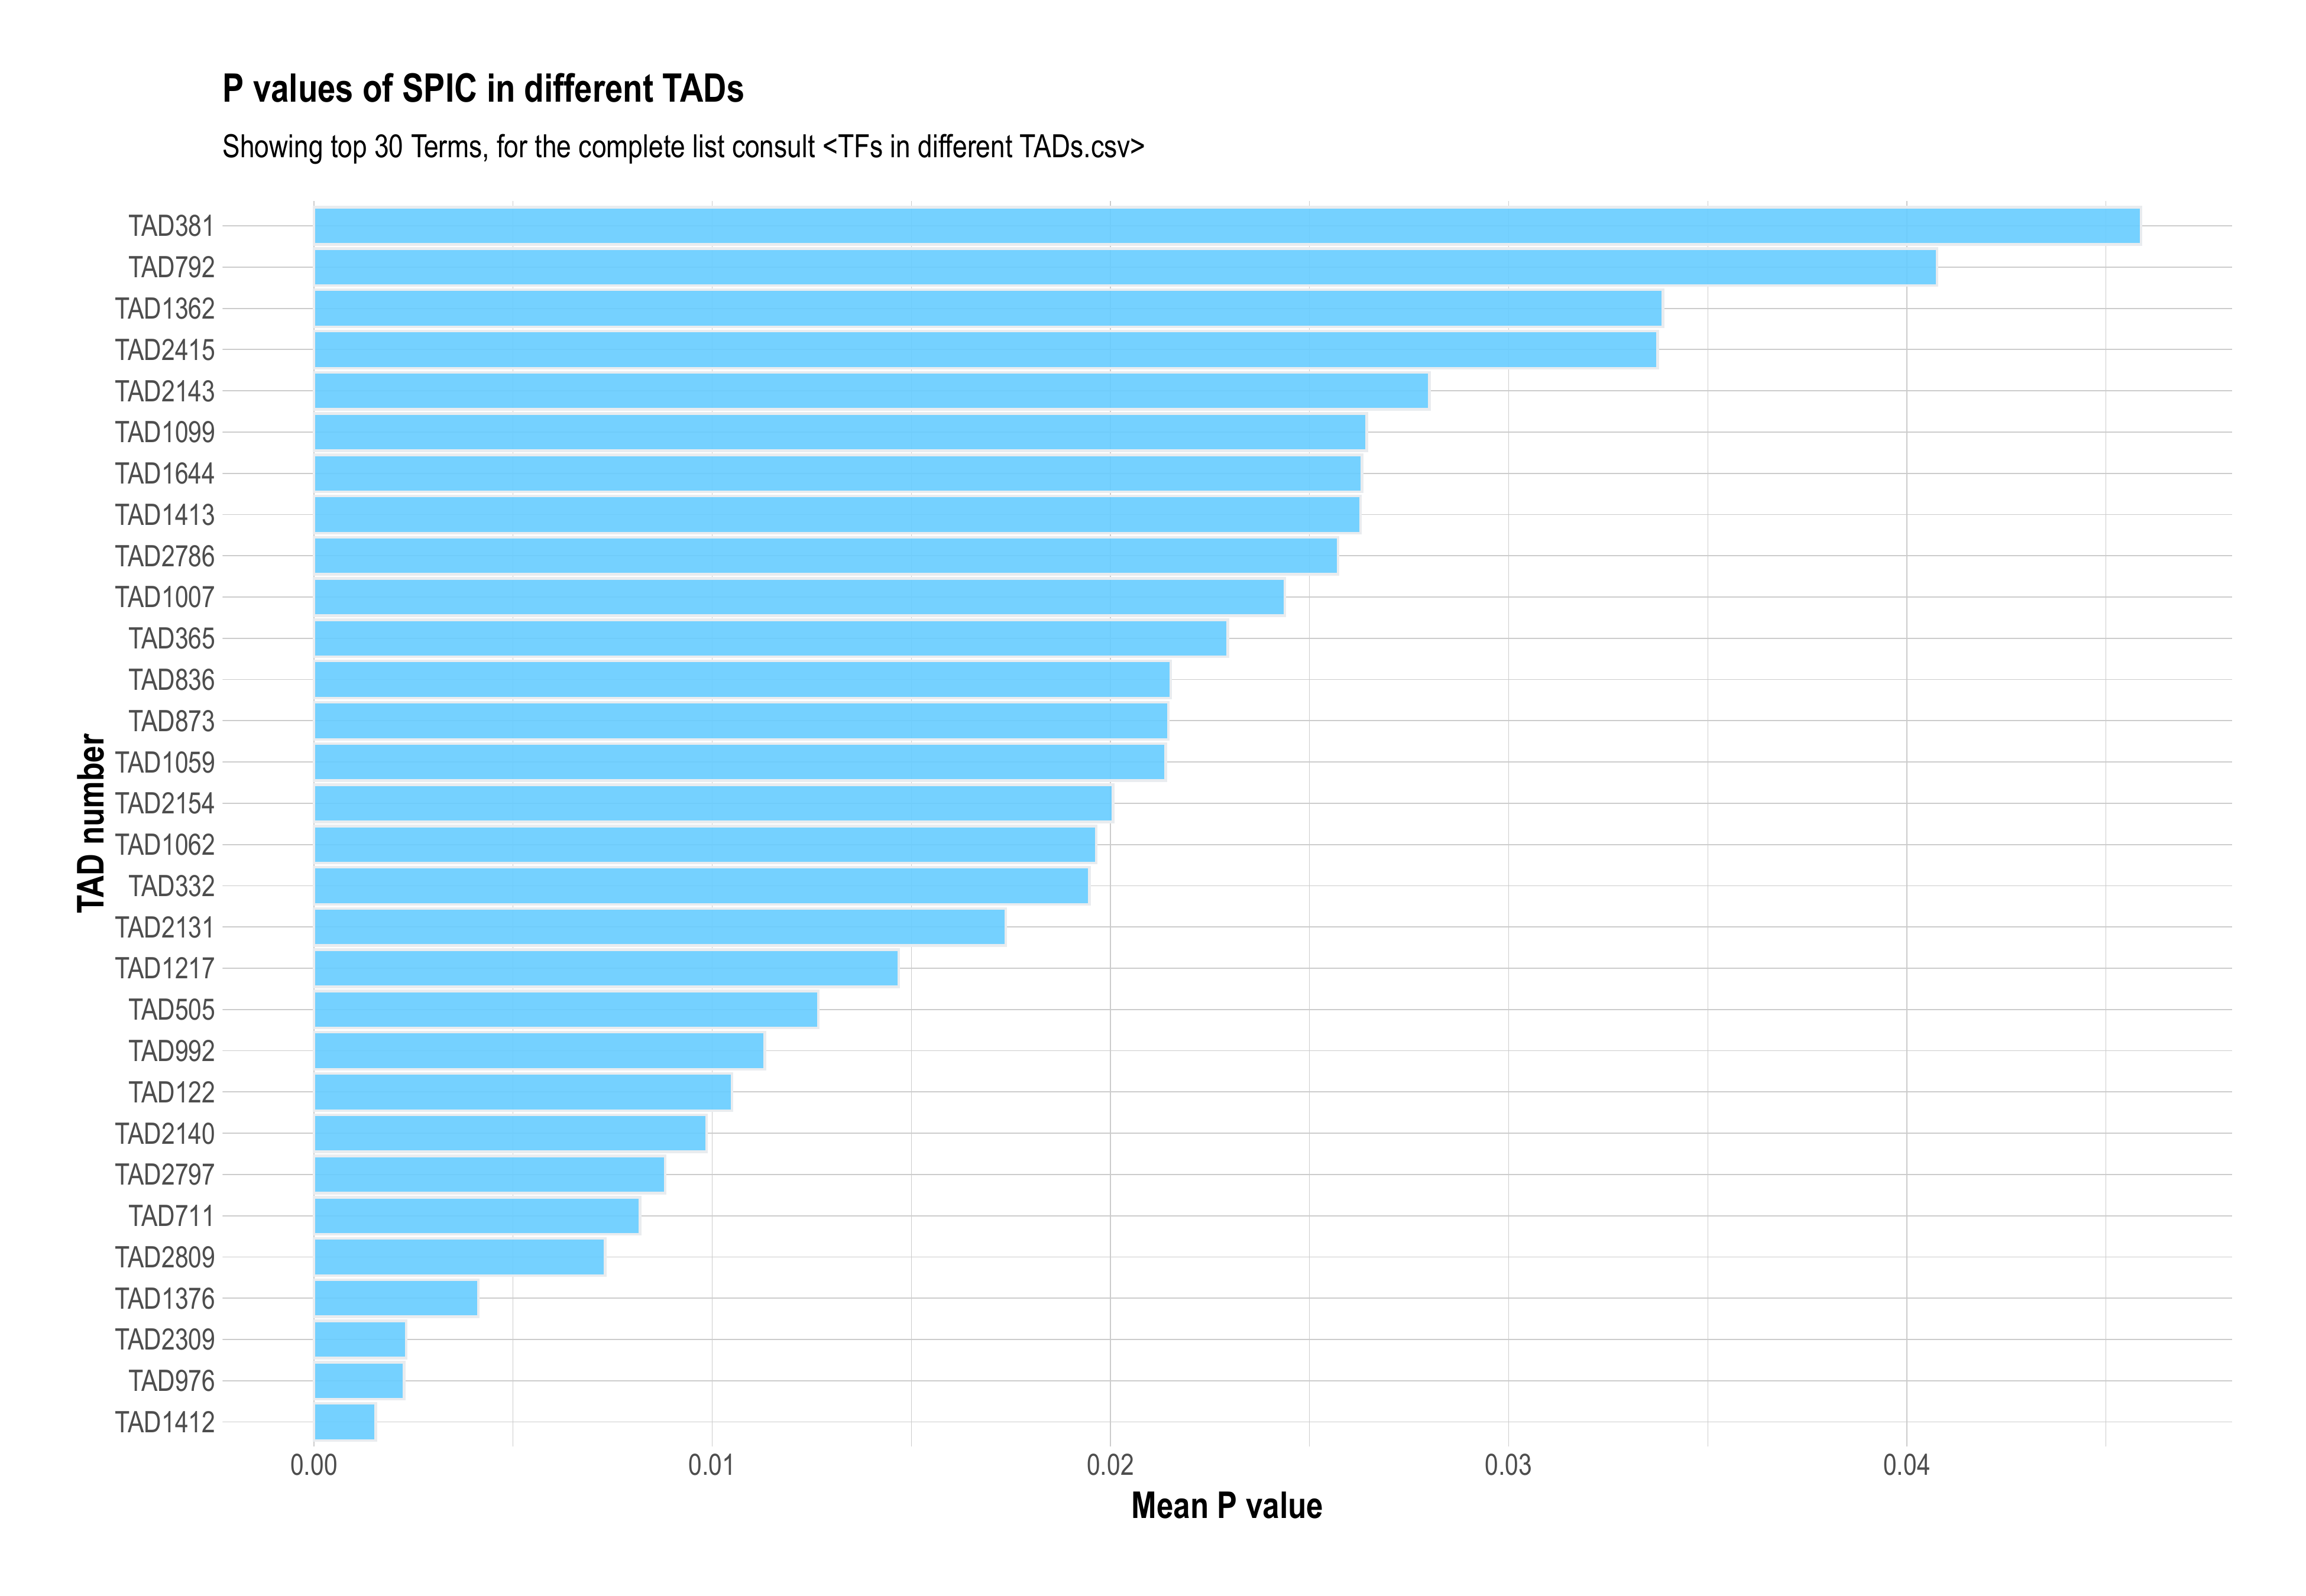 P values of SPIC in different TADs
Showing top 30 Terms, for the complete list consult <TFs in different TADs.csv>
TAD number
TAD381
TAD792
TAD1362
TAD2415
TAD2143
TAD1099
TAD1644
TAD1413
TAD2786
TAD1007
TAD365
TAD836
TAD873
TAD1059
TAD2154
TAD1062
TAD332
TAD2131
TAD1217
TAD505
TAD992
TAD122
TAD2140
TAD2797
TAD711
TAD2809
TAD1376
TAD2309
TAD976
TAD1412
0.00 0.01 0.02 0.03 0.04
Mean P value